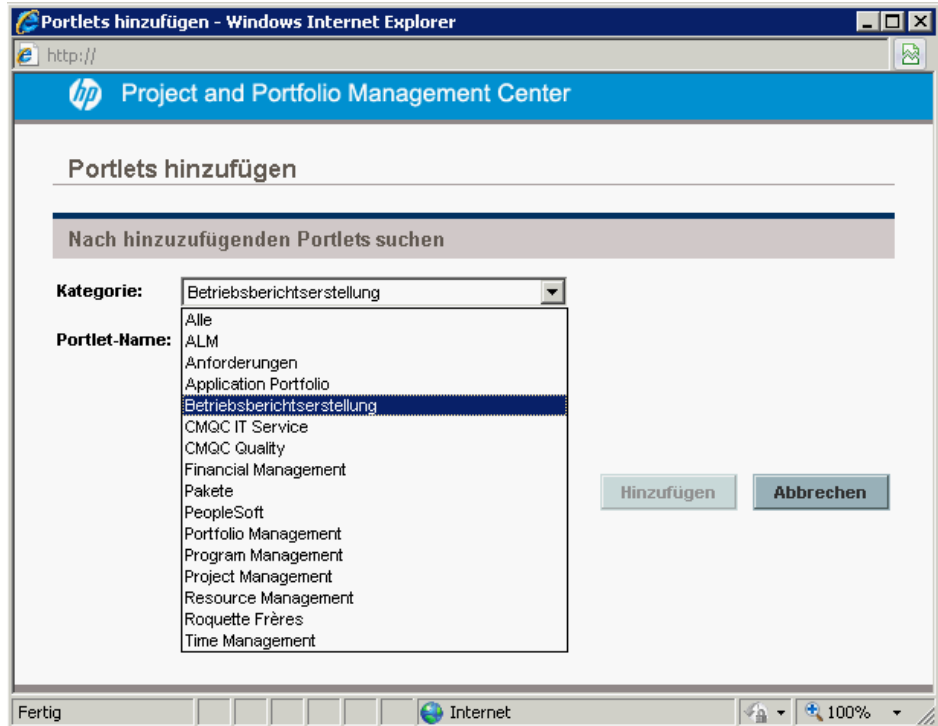 Portlets hinzufügen - Windows Internet Explorer
http://
hp Project and Portfolio Management Center
Portlets hinzufügen
Nach hinzuzufügenden Portlets suchen
Kategorie: Betriebsberichtserstellung
Portlet-Name:
Alle
ALM
Anforderungen
Application Portfolio
Betriebsberichtserstellung
CMQC IT Service
CMQC Quality
Financial Management
Pakete
PeopleSoft
Portfolio Management
Program Management
Project Management
Resource Management
Roquette Frères
Time Management
Hinzufügen Abbrechen
Fertig Internet 100%